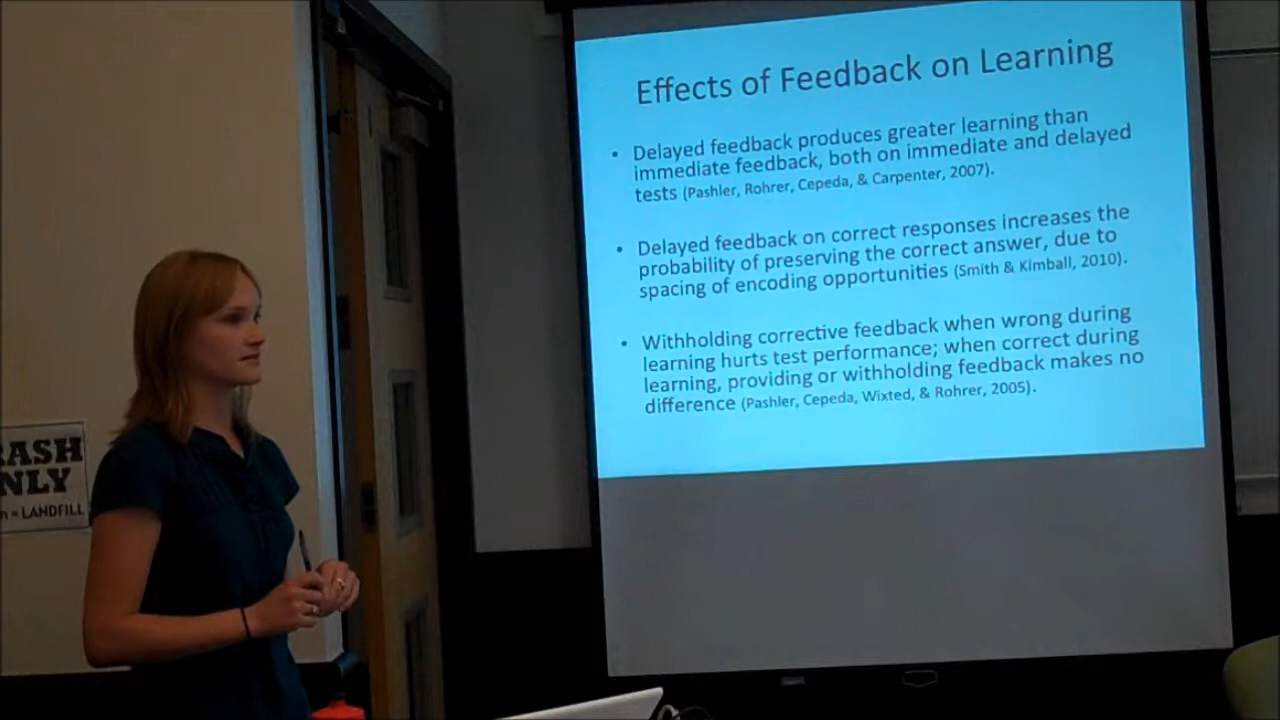 Effects of Feedback on Learning
• Delayed feedback produces greater learning than
immediate feedback, both on immediate and delayed
tests (Pashler, Rohrer, Cepeda, & Carpenter, 2007).
• Delayed feedback on correct responses increases the
probability of preserving the correct answer, due to
spacing of encoding opportunities (Smith & Kimball, 2010).
• Withholding corrective feedback when wrong during
learning hurts test performance; when correct during
learning, providing or withholding feedback makes no
difference (Pashler, Cepeda, Wixted, & Rohrer, 2005).
RASH
NLY
n = LANDFILL